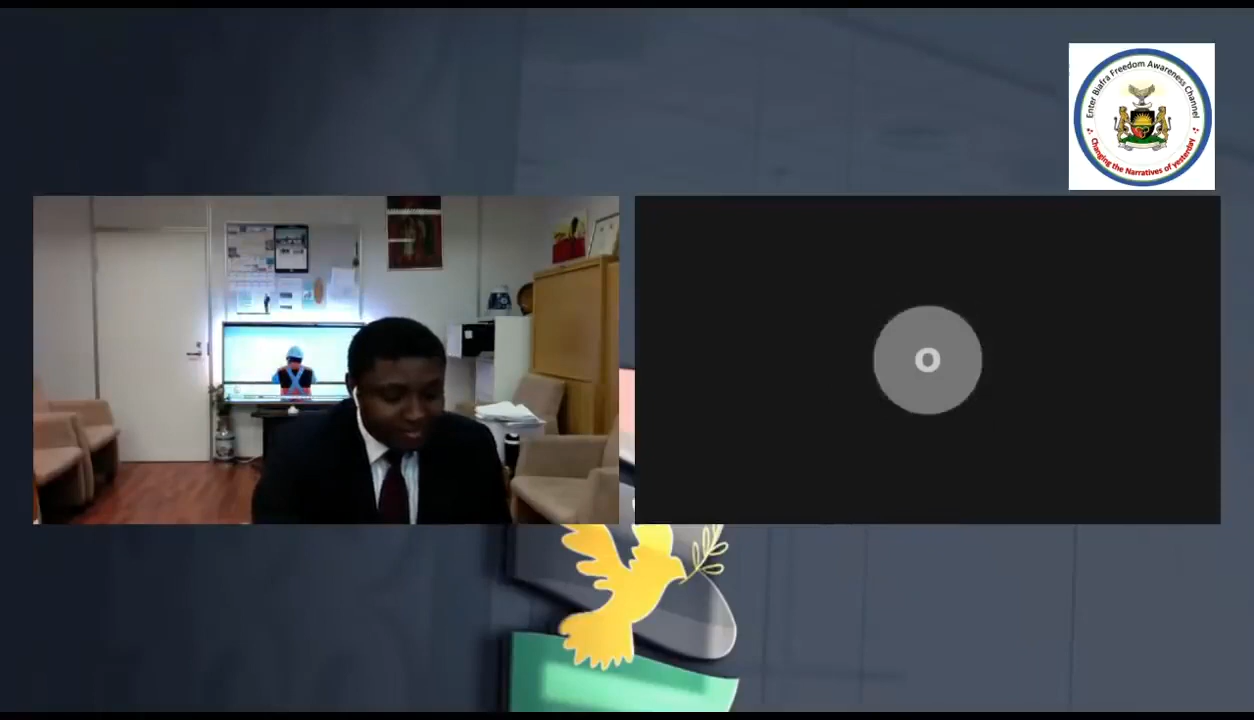 Enter Biafra Freedom Awareness Channel
Changing the Narratives of yesterday
O